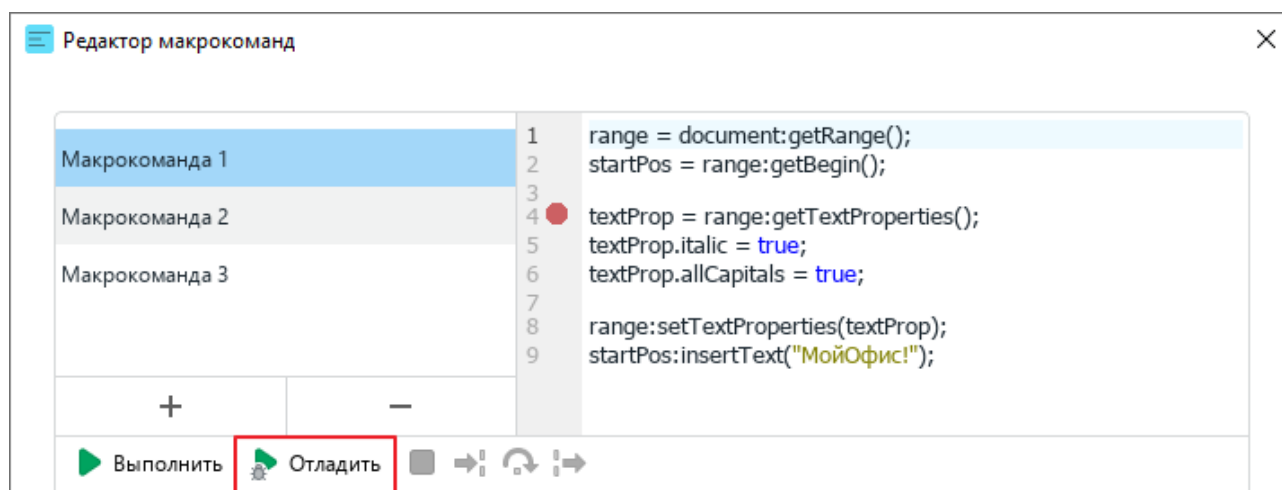 Редактор макрокоманд
Макрокоманда 1
Макрокоманда 2
Макрокоманда 3
1 range = document:getRange();
2 startPos = range:getBegin();
3
4 textProp = range:getTextProperties();
5 textProp.italic = true;
6 textProp.allCapitals = true;
7
8 range:setTextProperties(textProp);
9 startPos:insertText("МойОфис!");
+ −
Выполнить Отладить